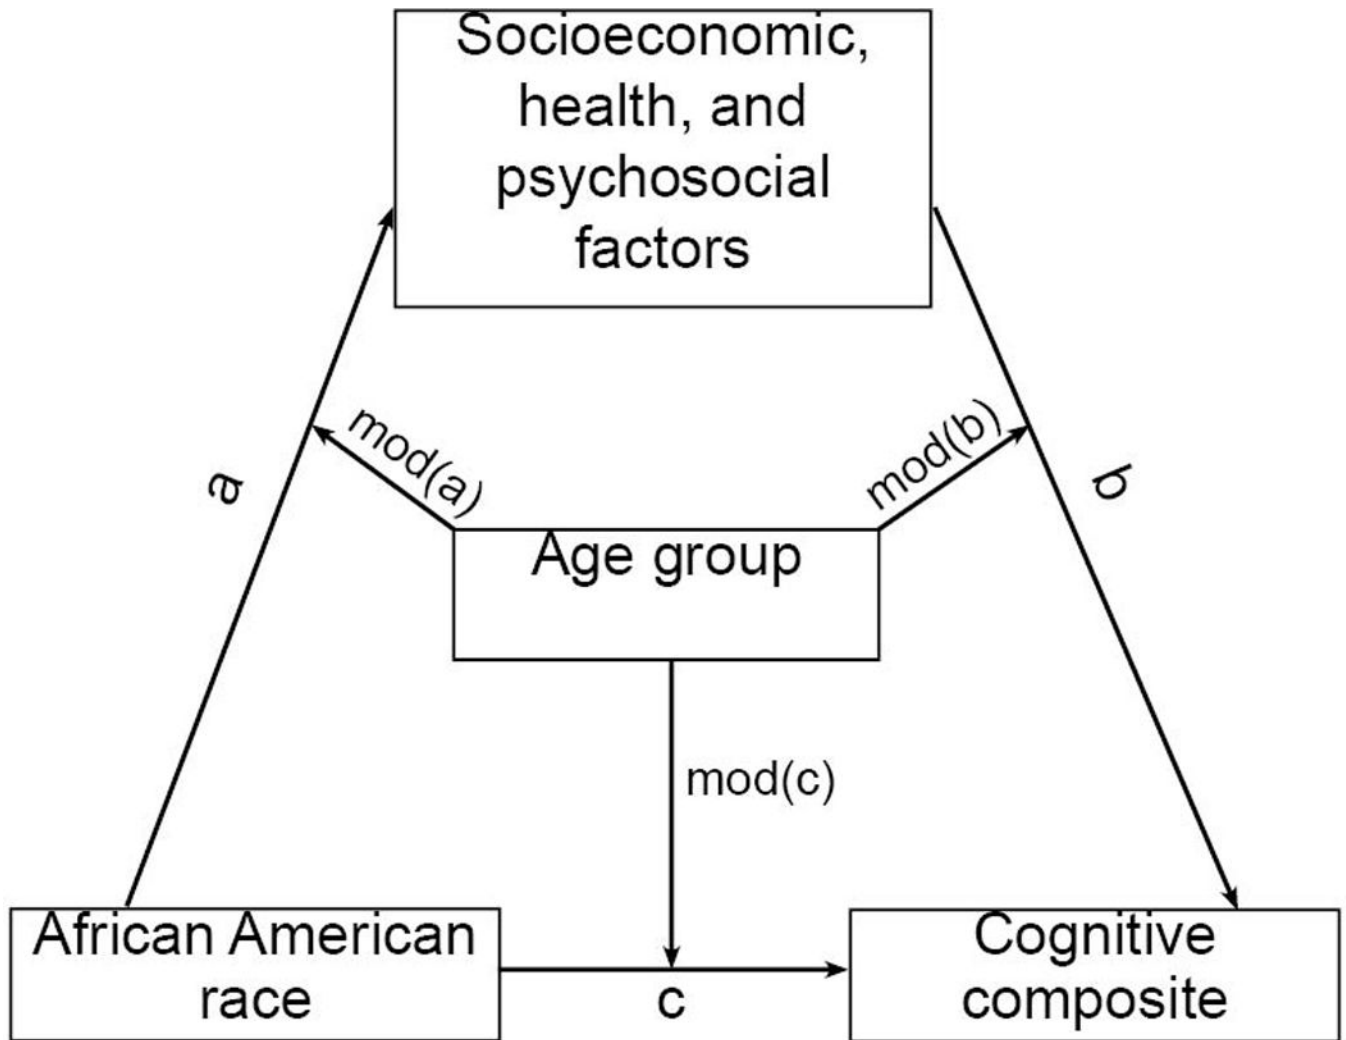 Socioeconomic,
health, and
psychosocial
factors
mod(a)
mod(b)
a
b
Age group
mod(c)
African American
race
c
Cognitive
composite